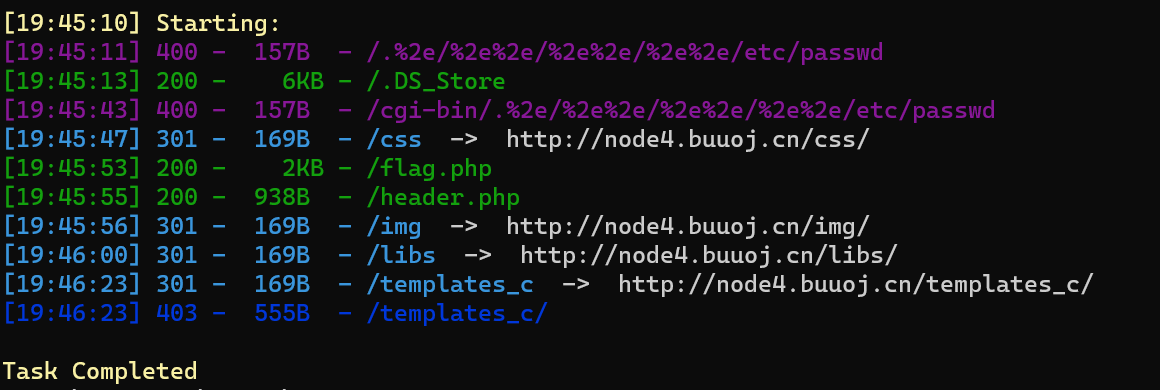 [19:45:10] Starting:
[19:45:11] 400 -  157B  - /.%2e/%2e%2e/%2e%2e/%2e%2e/etc/passwd
[19:45:13] 200 -    6KB - /.DS_Store
[19:45:43] 400 -  157B  - /cgi-bin/.%2e/%2e%2e/%2e%2e/%2e%2e/etc/passwd
[19:45:47] 301 -  169B  - /css  ->  http://node4.buuoj.cn/css/
[19:45:53] 200 -    2KB - /flag.php
[19:45:55] 200 -  938B  - /header.php
[19:45:56] 301 -  169B  - /img  ->  http://node4.buuoj.cn/img/
[19:46:00] 301 -  169B  - /libs  ->  http://node4.buuoj.cn/libs/
[19:46:23] 301 -  169B  - /templates_c  ->  http://node4.buuoj.cn/templates_c/
[19:46:23] 403 -  555B  - /templates_c/
Task Completed